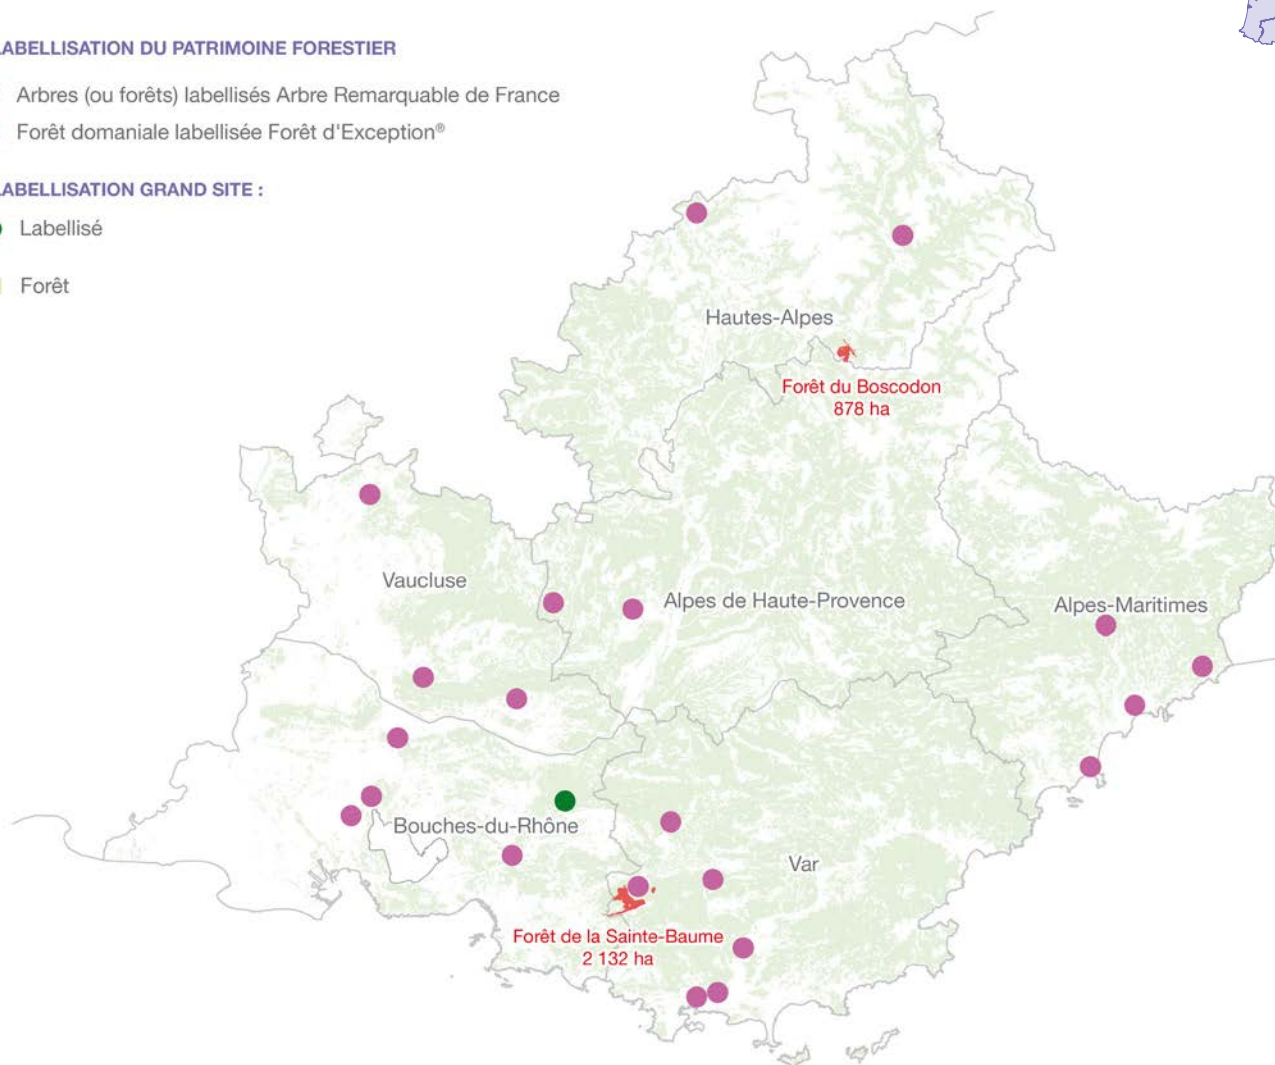 LABELLISATION DU PATRIMOINE FORESTIER
Arbres (ou forêts) labellisés Arbre Remarquable de France
Forêt domaniale labellisée Forêt d'Exception®
LABELLISATION GRAND SITE :
Labellisé
Forêt
Hautes-Alpes
Forêt du Boscodon
878 ha
Vaucluse
Alpes de Haute-Provence
Alpes-Maritimes
Bouches-du-Rhône
Var
Forêt de la Sainte-Baume
2 132 ha